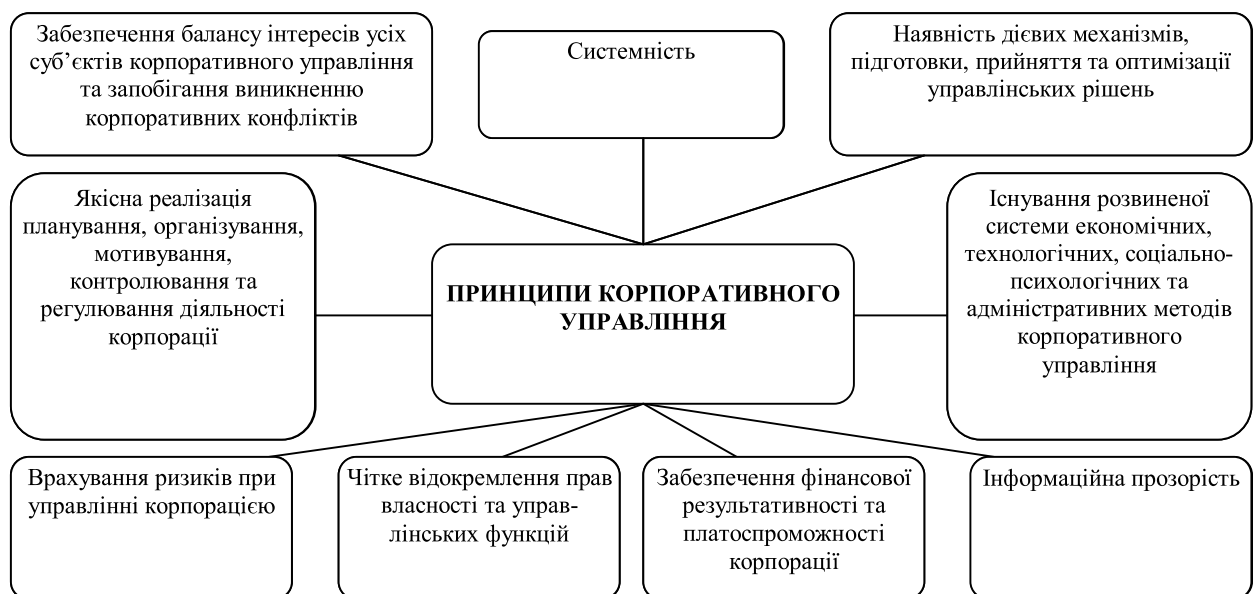 Забезпечення балансу інтересів усіх
суб’єктів корпоративного управління
та запобігання виникненню
корпоративних конфліктів
Системність
Наявність дієвих механізмів,
підготовки, прийняття та оптимізації
управлінських рішень
Якісна реалізація
планування, організування,
мотивування,
контролювання та
регулювання діяльності
корпорації
ПРИНЦИПИ КОРПОРАТИВНОГО
УПРАВЛІННЯ
Існування розвиненої
системи економічних,
технологічних, соціально-
психологічних та
адміністративних методів
корпоративного
управління
Врахування ризиків при
управлінні корпорацією
Чітке відокремлення прав
власності та управ-
лінських функцій
Забезпечення фінансової
результативності та
платоспроможності
корпорації
Інформаційна прозорість